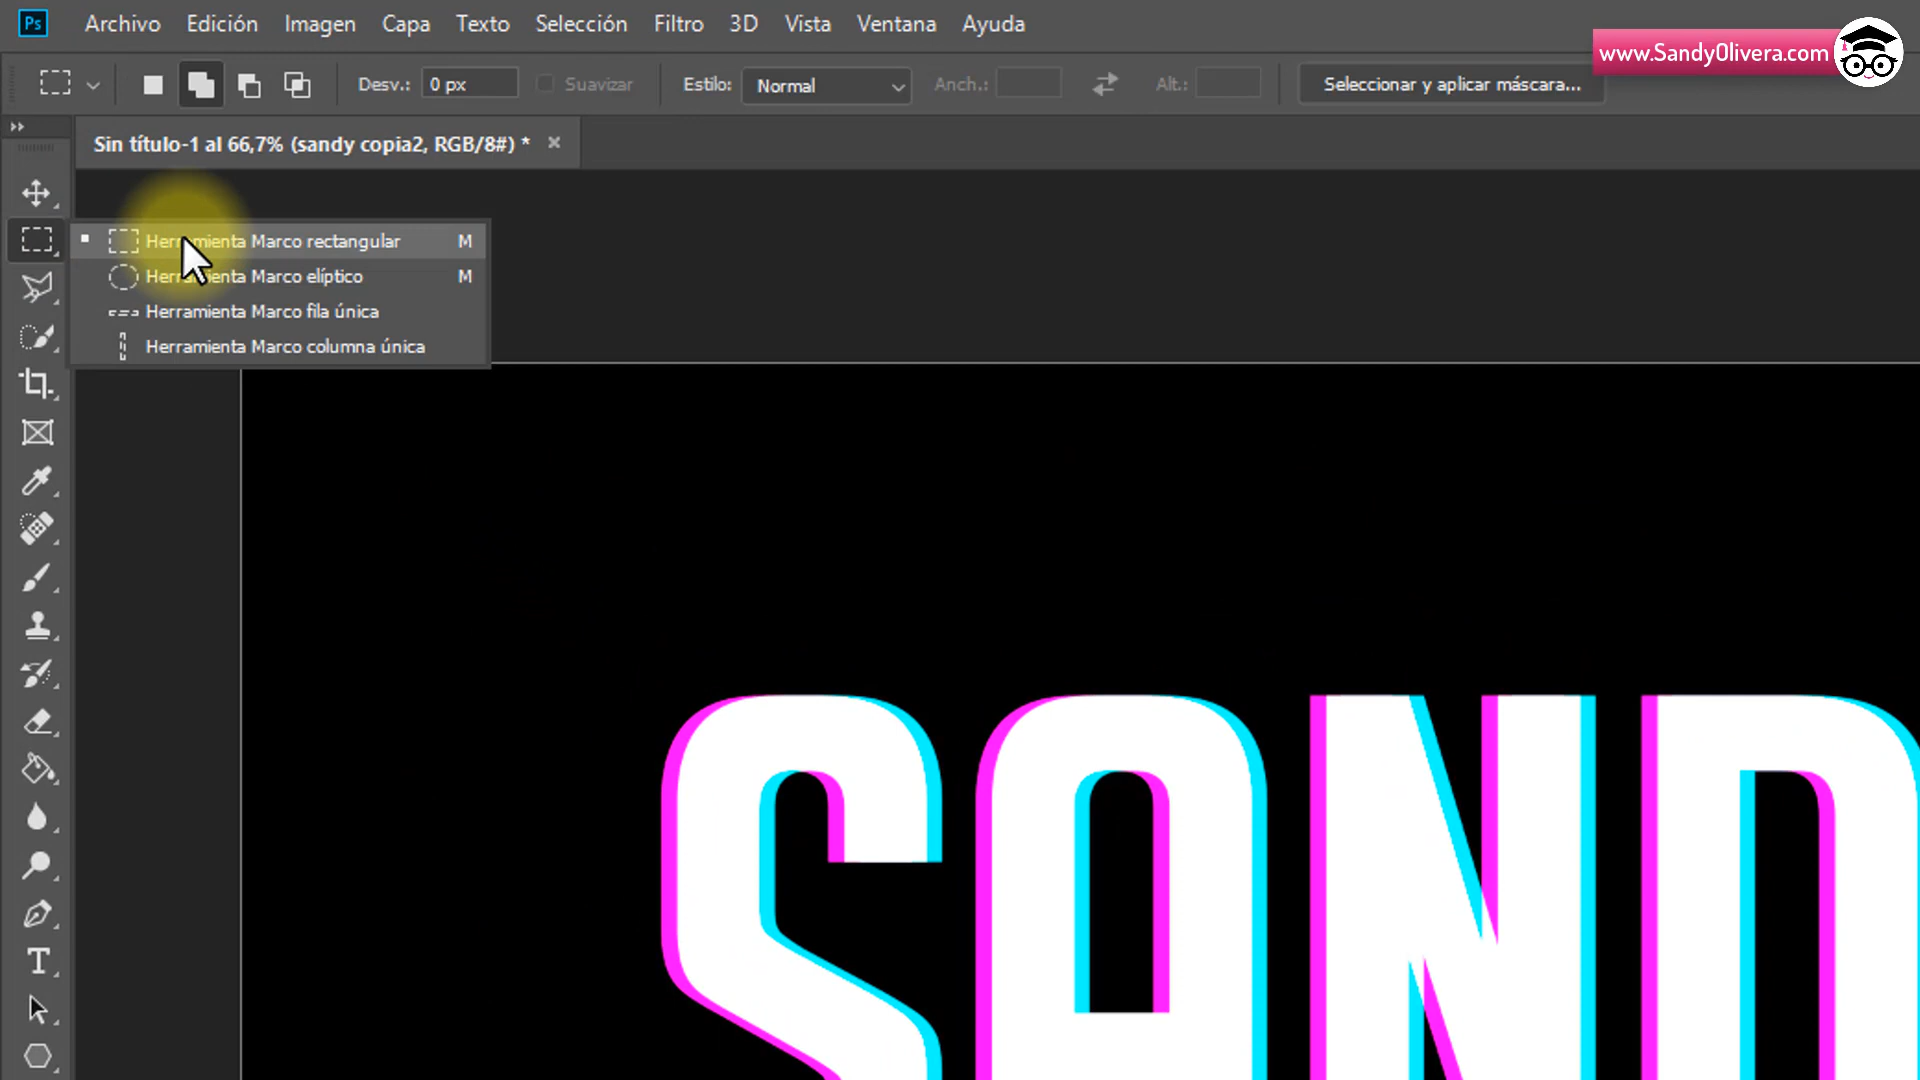 Ps Archivo Edición Imagen Capa Texto Selección Filtro 3D Vista Ventana Ayuda
www.SandyOlivera.com
Desv.: 0 px Suavizar Estilo: Normal Anch.: Alt.: Seleccionar y aplicar máscara...
Sin título-1 al 66,7% (sandy copia2, RGB/8#) * ×
Herramienta Marco rectangular M
Herramienta Marco elíptico M
Herramienta Marco fila única
Herramienta Marco columna única
SAND